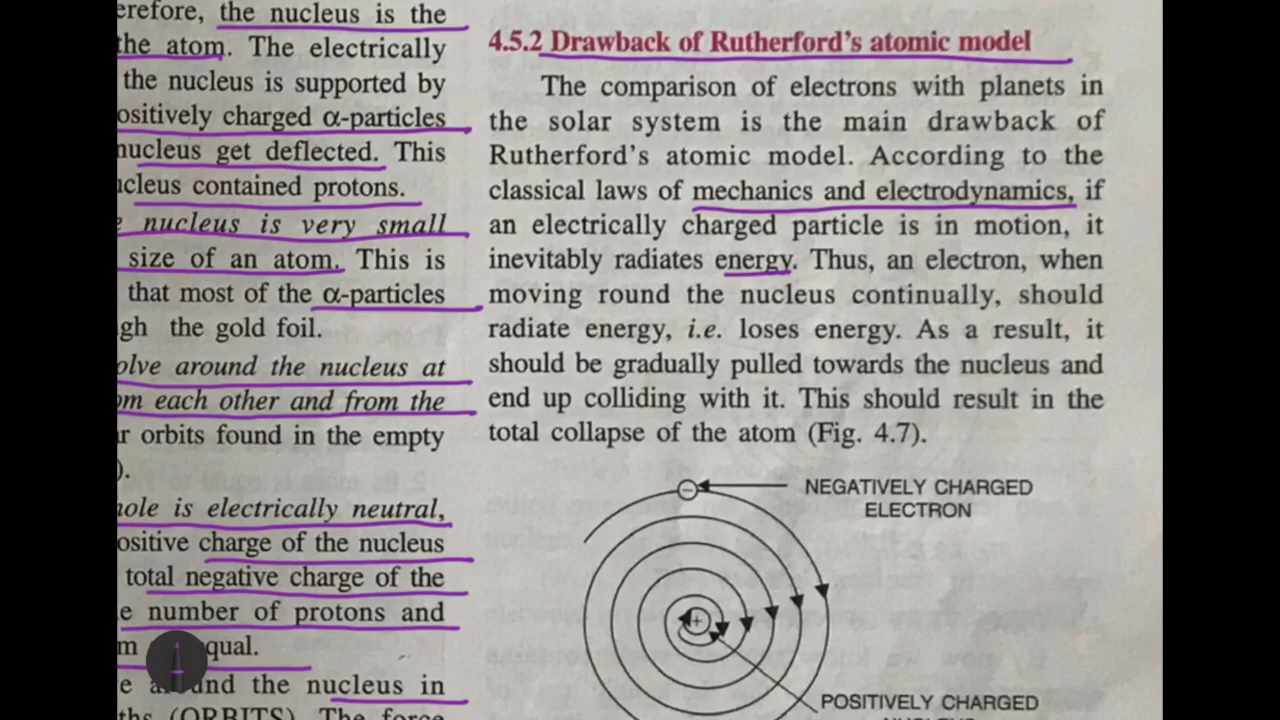 erefore, the nucleus is the
the atom. The electrically
the nucleus is supported by
ositively charged α-particles
nucleus get deflected. This
ucleus contained protons.
e nucleus is very small
size of an atom. This is
that most of the α-particles
gh the gold foil.
olve around the nucleus at
om each other and from the
ar orbits found in the empty
).
hole is electrically neutral,
ositive charge of the nucleus
total negative charge of the
e number of protons and
m qual.
e around the nucleus in
ths (ORBITS). The force
4.5.2 Drawback of Rutherford's atomic model
The comparison of electrons with planets in
the solar system is the main drawback of
Rutherford's atomic model. According to the
classical laws of mechanics and electrodynamics, if
an electrically charged particle is in motion, it
inevitably radiates energy. Thus, an electron, when
moving round the nucleus continually, should
radiate energy, i.e. loses energy. As a result, it
should be gradually pulled towards the nucleus and
end up colliding with it. This should result in the
total collapse of the atom (Fig. 4.7).
−
NEGATIVELY CHARGED
ELECTRON
+
POSITIVELY CHARGED
NUCLEUS